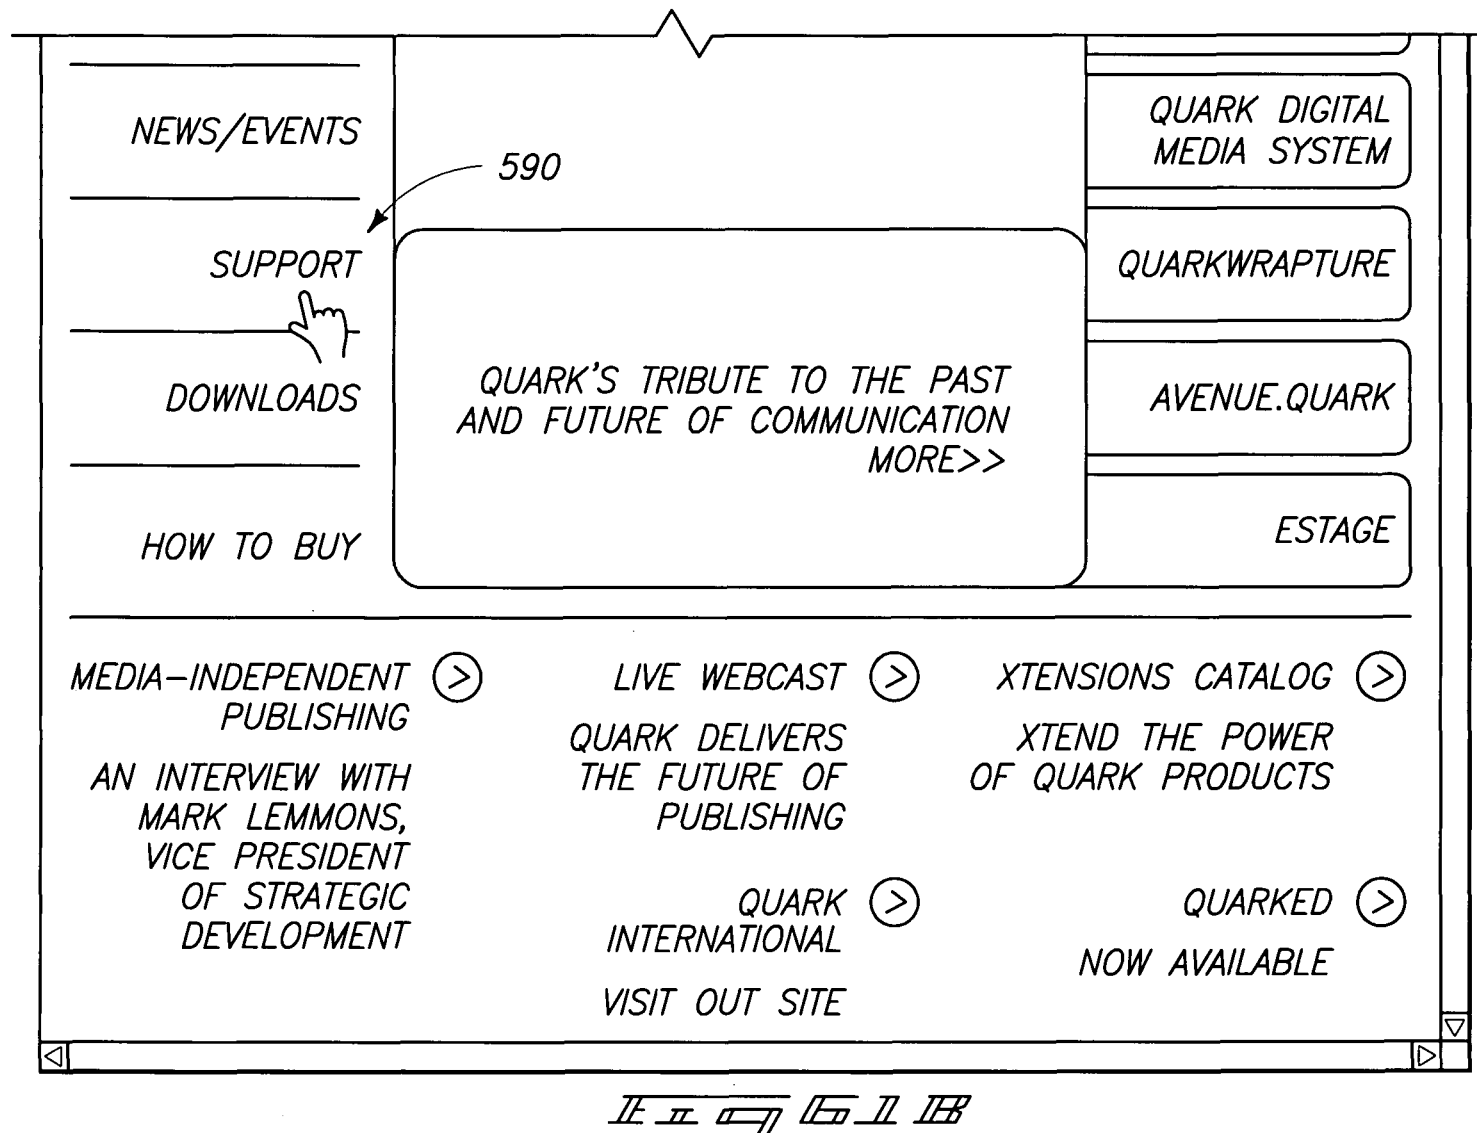 NEWS/EVENTS
590
SUPPORT
DOWNLOADS
HOW TO BUY
QUARK'S TRIBUTE TO THE PAST
AND FUTURE OF COMMUNICATION
MORE>>
QUARK DIGITAL
MEDIA SYSTEM
QUARKWRAPTURE
AVENUE.QUARK
ESTAGE
MEDIA-INDEPENDENT
PUBLISHING
AN INTERVIEW WITH
MARK LEMMONS,
VICE PRESIDENT
OF STRATEGIC
DEVELOPMENT
LIVE WEBCAST
QUARK DELIVERS
THE FUTURE OF
PUBLISHING
QUARK
INTERNATIONAL
VISIT OUT SITE
XTENSIONS CATALOG
XTEND THE POWER
OF QUARK PRODUCTS
QUARKED
NOW AVAILABLE
Fig 61B